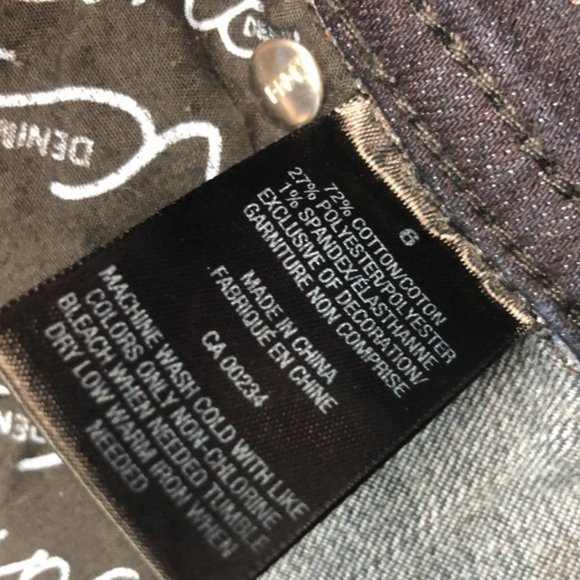 6
72% COTTON/COTON
27% POLYESTER/POLYESTER
1% SPANDEX/ELASTHANNE
EXCLUSIVE OF DECORATION/
GARNITURE NON COMPRISE
MADE IN CHINA
FABRIQUÉ EN CHINE
CA 00234
MACHINE WASH COLD WITH LIKE
COLORS ONLY NON-CHLORINE
BLEACH WHEN NEEDED TUMBLE
DRY LOW WARM IRON WHEN
NEEDED
DENIM